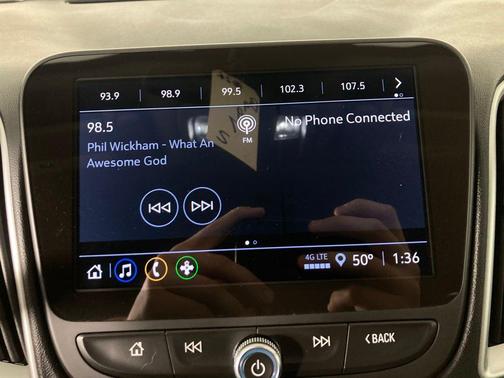 93.9 98.9 99.5 102.3 107.5
98.5
FM
No Phone Connected
Phil Wickham - What An
Awesome God
4G LTE
50° 1:36
BACK